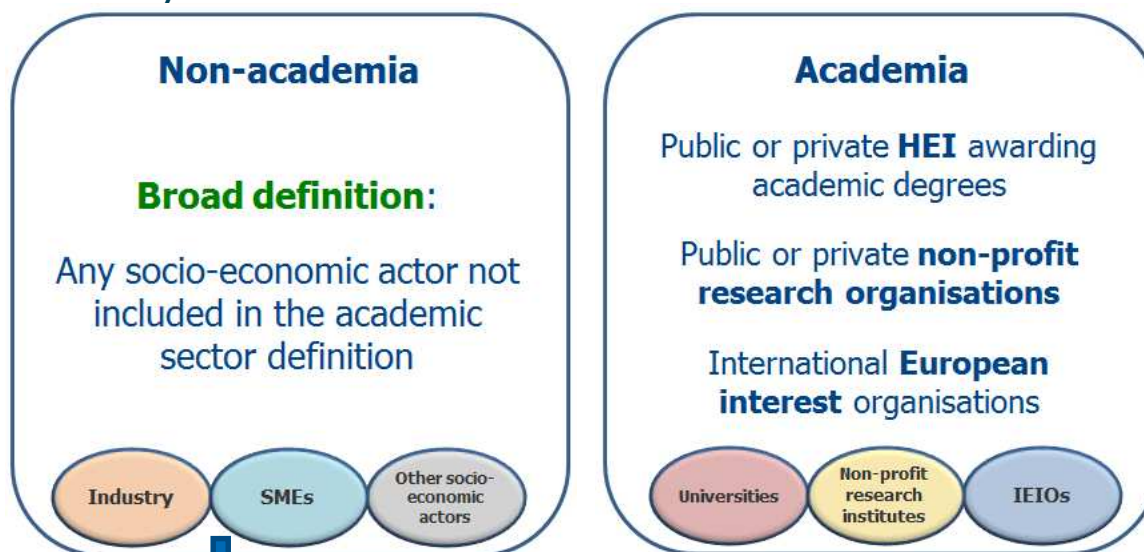 Non-academia
Broad definition:
Any socio-economic actor not
included in the academic
sector definition
Industry
SMEs
Other socio-
economic
actors
Academia
Public or private HEI awarding
academic degrees
Public or private non-profit
research organisations
International European
interest organisations
Universities
Non-profit
research
institutes
IEIOs